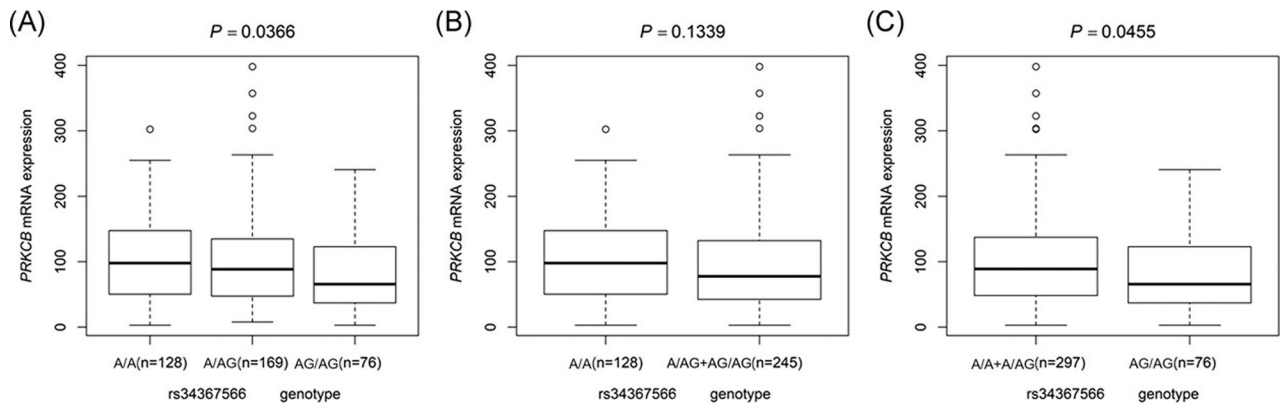 (A)
P = 0.0366
400
300
200
100
0
PRKCB mRNA expression
A/A(n=128) A/AG(n=169) AG/AG(n=76)
rs34367566 genotype
(B)
P = 0.1339
400
300
200
100
0
PRKCB mRNA expression
A/A(n=128) A/AG+AG/AG(n=245)
rs34367566 genotype
(C)
P = 0.0455
400
300
200
100
0
PRKCB mRNA expression
A/A+A/AG(n=297) AG/AG(n=76)
rs34367566 genotype